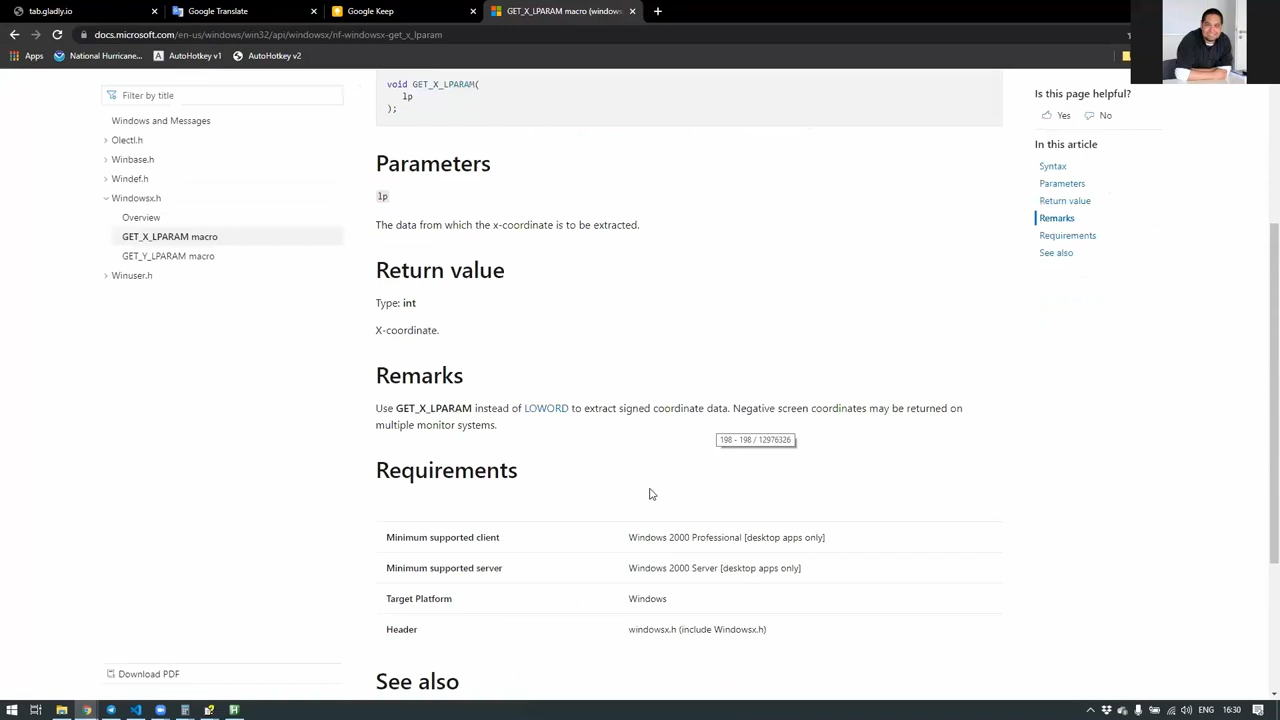 tab.gladly.io
Google Translate
Google Keep
GET_X_LPARAM macro (windows
docs.microsoft.com/en-us/windows/win32/api/windowsx/nf-windowsx-get_x_lparam
Apps
National Hurricane...
AutoHotkey v1
AutoHotkey v2
Filter by title
Windows and Messages
Olectl.h
Winbase.h
Windef.h
Windowsx.h
Overview
GET_X_LPARAM macro
GET_Y_LPARAM macro
Winuser.h
Download PDF
void GET_X_LPARAM(
lp
);
Parameters
lp
The data from which the x-coordinate is to be extracted.
Return value
Type: int
X-coordinate.
Remarks
Use GET_X_LPARAM instead of LOWORD to extract signed coordinate data. Negative screen coordinates may be returned on
multiple monitor systems.
198 - 198 / 12976326
Requirements
Minimum supported client Windows 2000 Professional [desktop apps only]
Minimum supported server Windows 2000 Server [desktop apps only]
Target Platform Windows
Header windowsx.h (include Windowsx.h)
See also
Is this page helpful?
Yes No
In this article
Syntax
Parameters
Return value
Remarks
Requirements
See also
ENG 16:30